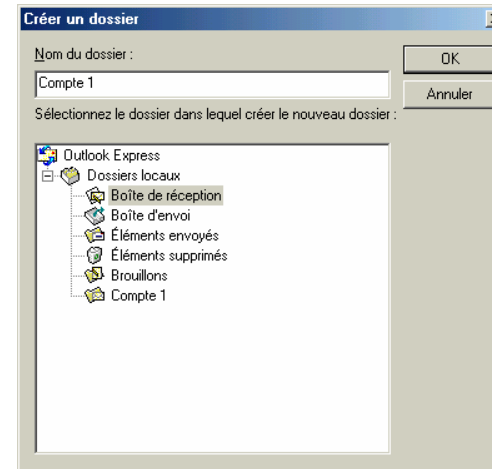 Créer un dossier
Nom du dossier :
OK
Compte 1
Annuler
Sélectionnez le dossier dans lequel créer le nouveau dossier :
Outlook Express
Dossiers locaux
Boîte de réception
Boîte d'envoi
Éléments envoyés
Éléments supprimés
Brouillons
Compte 1